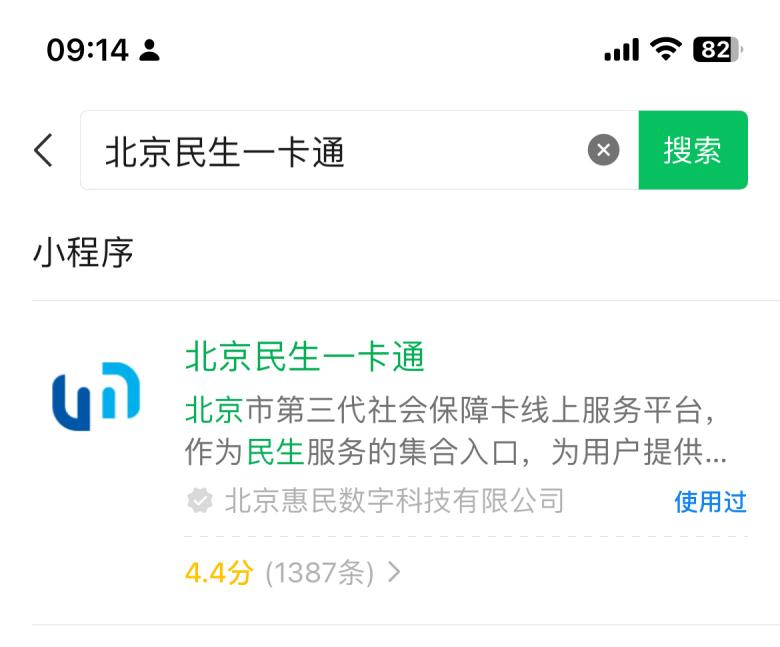 09:14
82
北京民生一卡通
搜索
小程序
北京民生一卡通
北京市第三代社会保障卡线上服务平台，
作为民生服务的集合入口，为用户提供...
北京惠民数字科技有限公司
使用过
4.4分 (1387条)